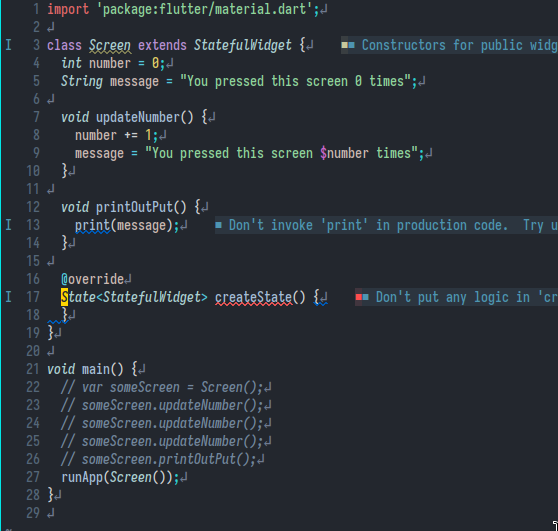 1 import 'package:flutter/material.dart';↲
2 ↲
I 3 class Screen extends StatefulWidget { ↲ ■■ Constructors for public widg
4 int number = 0;↲
5 String message = "You pressed this screen 0 times";↲
6 ↲
7 void updateNumber() {↲
8 number += 1;↲
9 message = "You pressed this screen $number times";↲
10 }↲
11 ↲
12 void printOutPut() {↲
I 13 print(message);↲ ■ Don't invoke 'print' in production code. Try u
14 }↲
15 ↲
16 @override↲
I 17 State<StatefulWidget> createState() {↲ ■■ Don't put any logic in 'cr
18 }↲
19 }↲
20 ↲
21 void main() {↲
22 // var someScreen = Screen();↲
23 // someScreen.updateNumber();↲
24 // someScreen.updateNumber();↲
25 // someScreen.updateNumber();↲
26 // someScreen.printOutPut();↲
27 runApp(Screen());↲
28 }↲
29 ↲